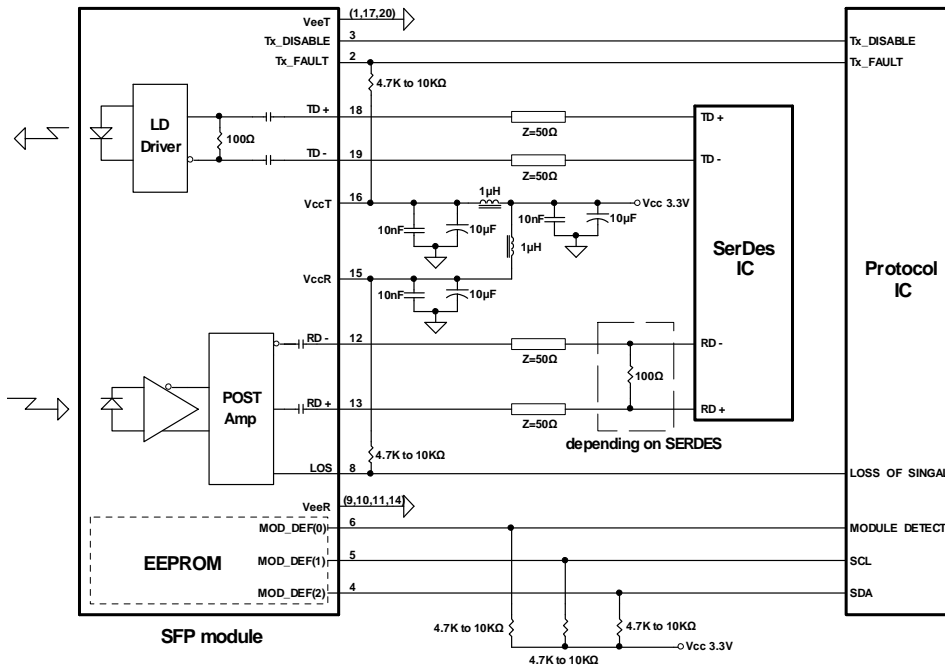 VeeT (1,17,20)
Tx_DISABLE 3 Tx_DISABLE
Tx_FAULT 2 Tx_FAULT
4.7K to 10KΩ
LD Driver
100Ω
TD + 18 TD +
Z=50Ω
TD - 19 TD -
Z=50Ω
VccT 16
1µH
Vcc 3.3V
10nF 10µF 10nF 10µF
1µH
SerDes IC
Protocol IC
VccR 15
10nF 10µF
RD - 12 RD -
Z=50Ω
100Ω
POST Amp
RD + 13 RD +
Z=50Ω
depending on SERDES
4.7K to 10KΩ
LOS 8 LOSS OF SINGAL
VeeR (9,10,11,14)
MOD_DEF(0) 6 MODULE DETECT
EEPROM
MOD_DEF(1) 5 SCL
MOD_DEF(2) 4 SDA
SFP module
4.7K to 10KΩ 4.7K to 10KΩ
Vcc 3.3V
4.7K to 10KΩ